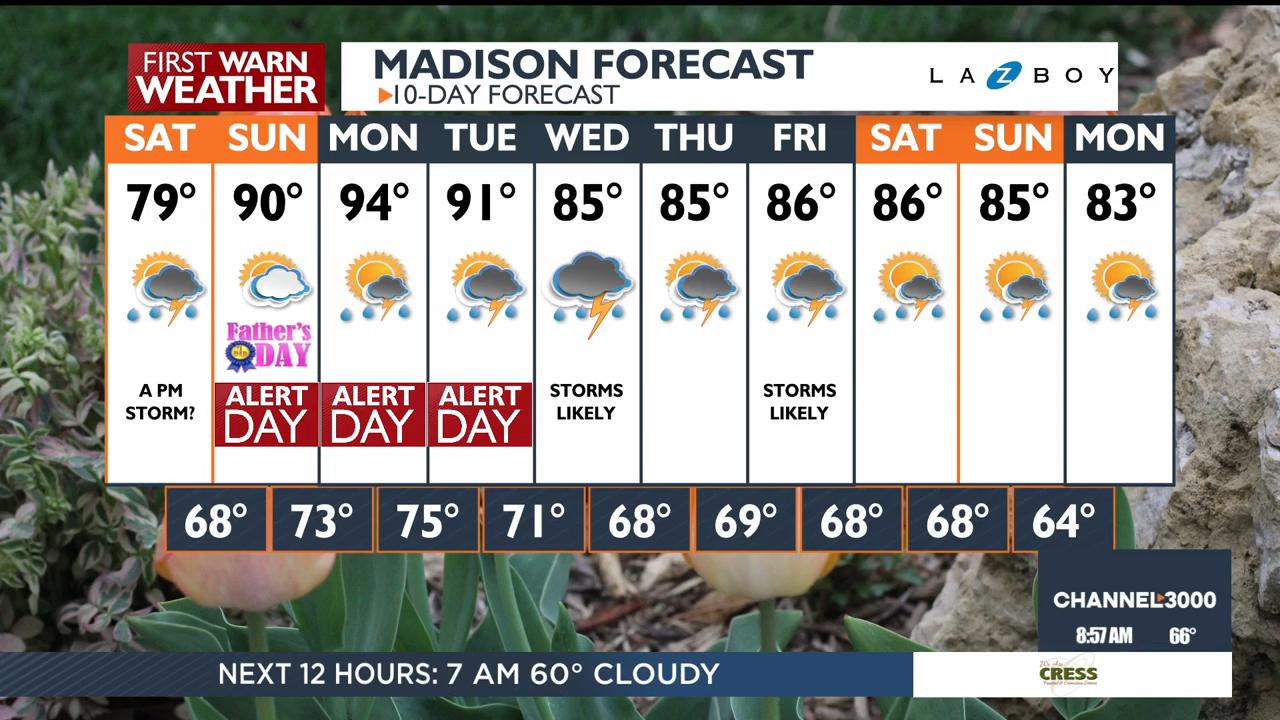 FIRST WARN
WEATHER
MADISON FORECAST
10-DAY FORECAST
LA Z BOY
SAT SUN MON TUE WED THU FRI SAT SUN MON
79° 90° 94° 91° 85° 85° 86° 86° 85° 83°
Father's
DAY
A PM
STORM?
ALERT
DAY
ALERT
DAY
ALERT
DAY
STORMS
LIKELY
STORMS
LIKELY
68° 73° 75° 71° 68° 69° 68° 68° 64°
CHANNEL3000
8:57 AM 66°
NEXT 12 HOURS: 7 AM 60° CLOUDY
CRESS